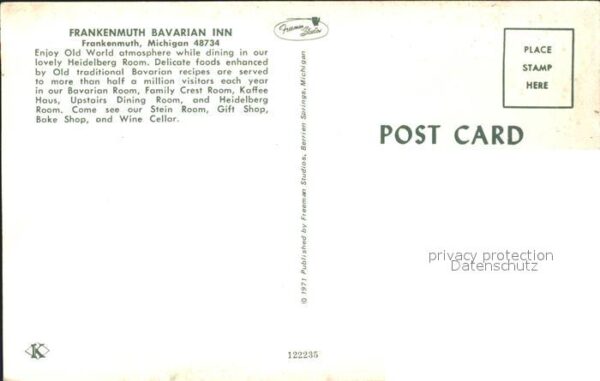 FRANKENMUTH BAVARIAN INN
Frankenmuth, Michigan 48734
Enjoy Old World atmosphere while dining in our
lovely Heidelberg Room. Delicate foods enhanced
by Old traditional Bavarian recipes are served
to more than half a million visitors each year
in our Bavarian Room, Family Crest Room, Kaffee
Haus, Upstairs Dining Room, and Heidelberg
Room. Come see our Stein Room, Gift Shop,
Bake Shop, and Wine Cellar.
Freeman
Studios
© 1971 Published by Freeman Studios, Berrien Springs, Michigan
PLACE
STAMP
HERE
POST CARD
privacy protection
Datenschutz
K
122235